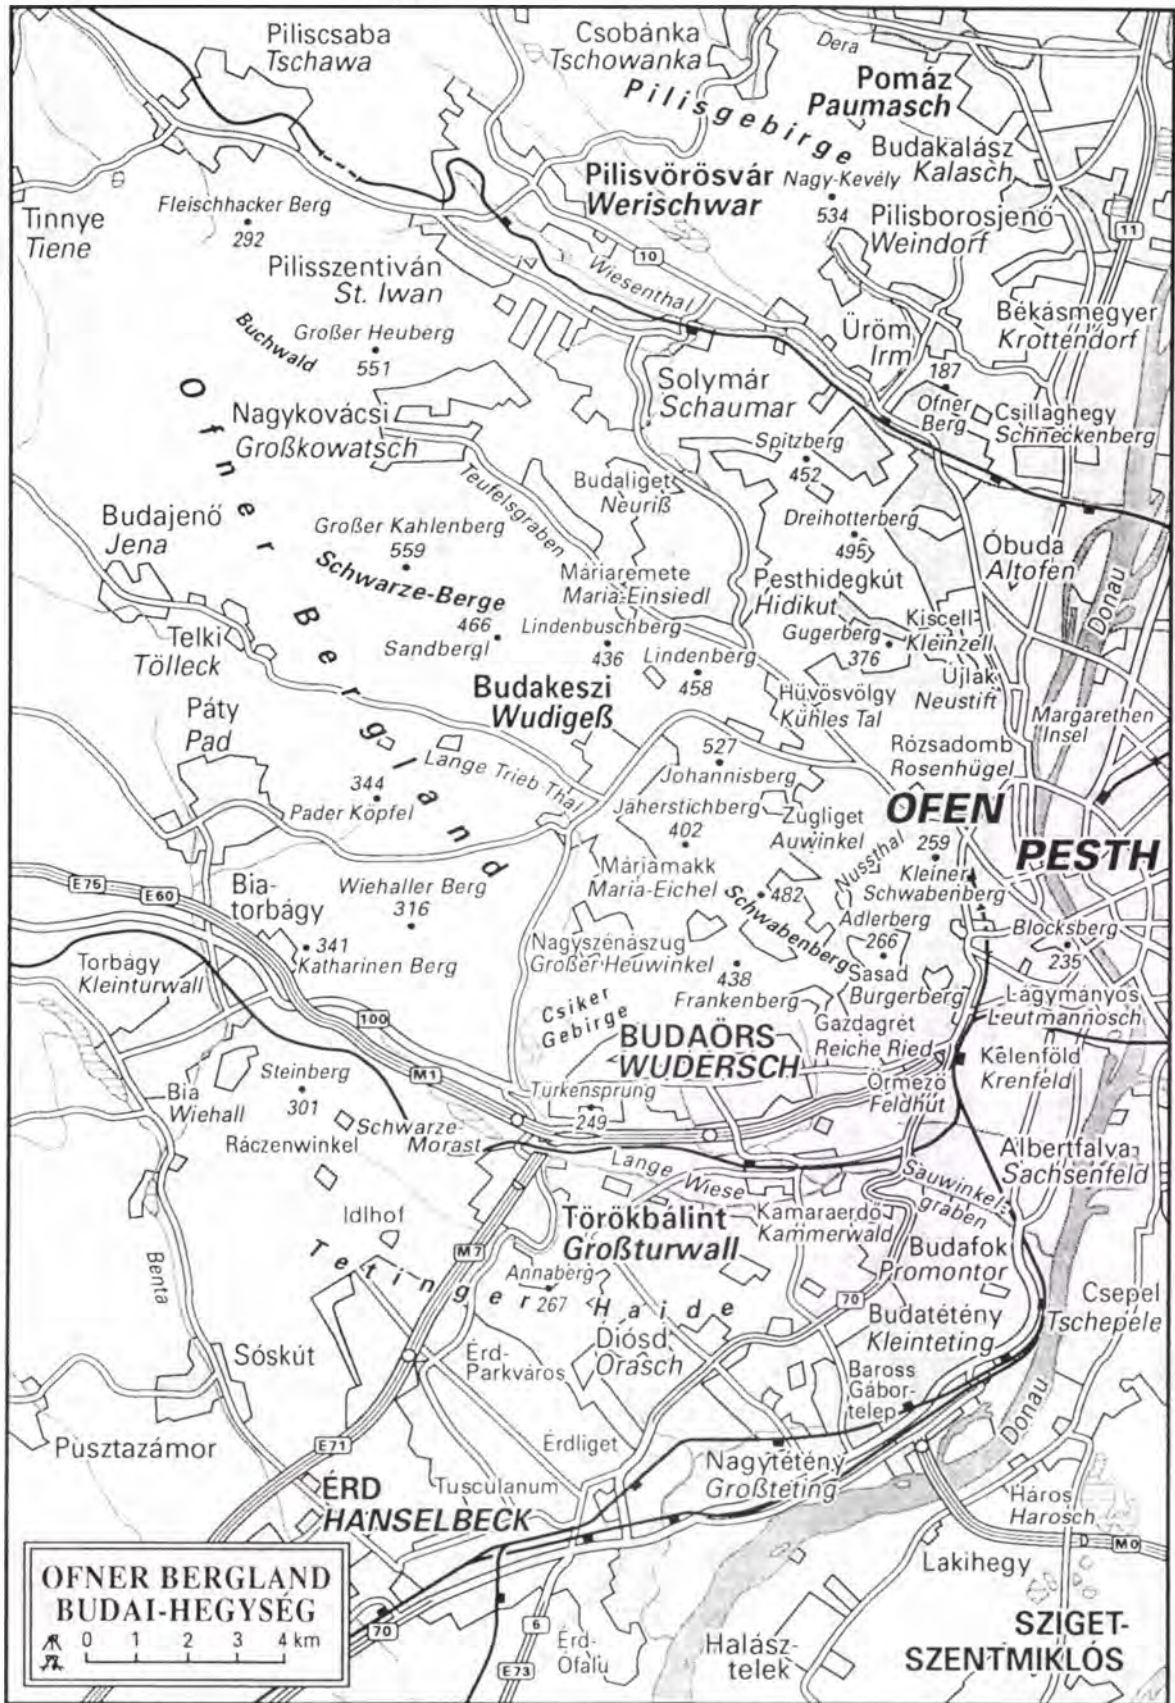 Piliscsaba
Tschawa
Csobánka
Tschowanka
Dera
Pomáz
Paumasch
Pilisgebirge
Budakalász
Kalasch
Pilisvörösvár
Werischwar
Nagy-Kevély
534
Tinnye
Tiene
Fleischhacker Berg
292
Pilisborosjenő
Weindorf
11
10
Wiesenthal
Pilisszentiván
St. Iwan
Békásmegyer
Krottendorf
Üröm
Irm
Buchwald
Großer Heuberg
551
187
Ofner
Berg
Solymár
Schaumar
Csillaghegy
Schneckenberg
Nagykovácsi
Großkowatsch
Spitzberg
452
Ofner Bergland
Teufelsgraben
Budaliget
Neuriß
Budajenő
Jena
Großer Kahlenberg
559
Dreihotterberg
495
Óbuda
Altofen
Schwarze-Berge
Máriaremete
Maria-Einsiedl
Pesthidegkút
Hidikut
Donau
466
Sandbergl
Lindenbuschberg
436
Gugerberg
376
Kiscell
Kleinzell
Telki
Tölleck
Lindenberg
458
Újlak
Neustift
Budakeszi
Wudigeß
Hüvösvölgy
Kühles Tal
Páty
Pad
Margarethen
Insel
Lange Trieb Thal
527
Johannisberg
Rózsadomb
Rosenhügel
344
Pader Köpfel
Jäherstichberg
402
Zugliget
Auwinkel
OFEN
PESTH
Nussthal
259
Kleiner
Schwabenberg
E75
E60
Bia-
torbágy
Wiehaller Berg
316
Máriamakk
Maria-Eichel
482
Schwabenberg
Adlerberg
266
Blocksberg
235
341
Katharinen Berg
Nagyszénászug
Großer Heuwinkel
438
Frankenberg
Sasad
Burgerberg
Torbágy
Kleinturwall
Csiker
Gebirge
Lágymányos
Leutmannosch
100
BUDAÖRS
WUDERSCH
Gazdagrét
Reiche Ried
Kelenföld
Krenfeld
M1
Steinberg
301
Türkensprung
249
Örmező
Feldhut
Bia
Wiehall
Ráczenwinkel
Schwarze-
Morast
Albertfalva
Sachsenfeld
Lange Wiese
Sauwinkel-
graben
Idlhof
Törökbálint
Großturwall
Kamaraerdő
Kammerwald
Benta
M7
Budafok
Promontor
Tetinger Haide
Annaberg
267
70
Csepel
Tschepele
Budatétény
Kleinteting
Sóskút
Érd-
Parkváros
Diósd
Orasch
Baross
Gábor-
telep
Pusztazámor
E71
Érdliget
Donau
Nagytétény
Großteting
Tusculanum
ÉRD
HANSELBECK
Háros
Harosch
M0
Lakihegy
OFNER BERGLAND
BUDAI-HEGYSÉG
0 1 2 3 4 km
70
6
Érd-
Ófalu
E73
Halász-
telek
SZIGET-
SZENTMIKLÓS